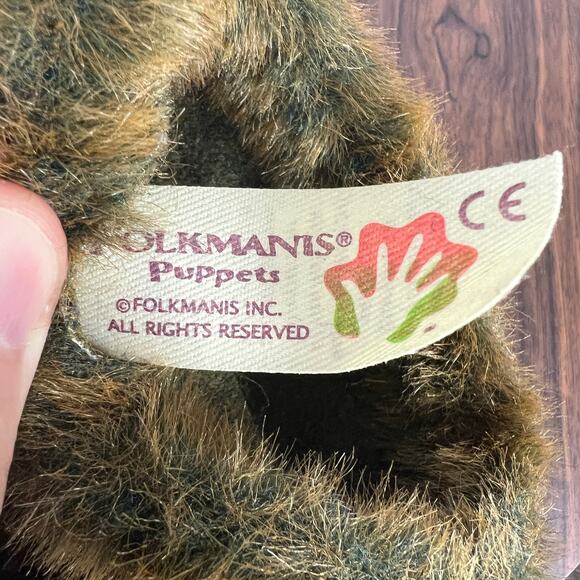 FOLKMANIS®
Puppets
©FOLKMANIS INC.
ALL RIGHTS RESERVED
CE